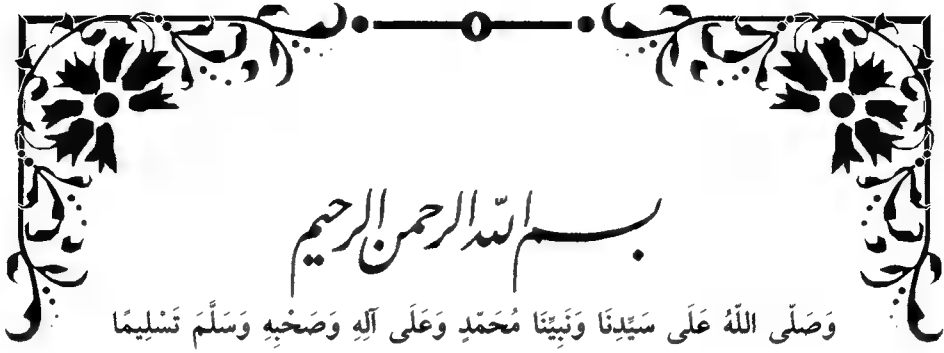 بسم الله الرحمن الرحيم
وَصَلَّى اللّهُ عَلَى سَيِّدِنَا وَنَبِيِّنَا مُحَمَّدٍ وَعَلَى آلِهِ وَصَحْبِهِ وَسَلَّمَ تَسْلِيمًا